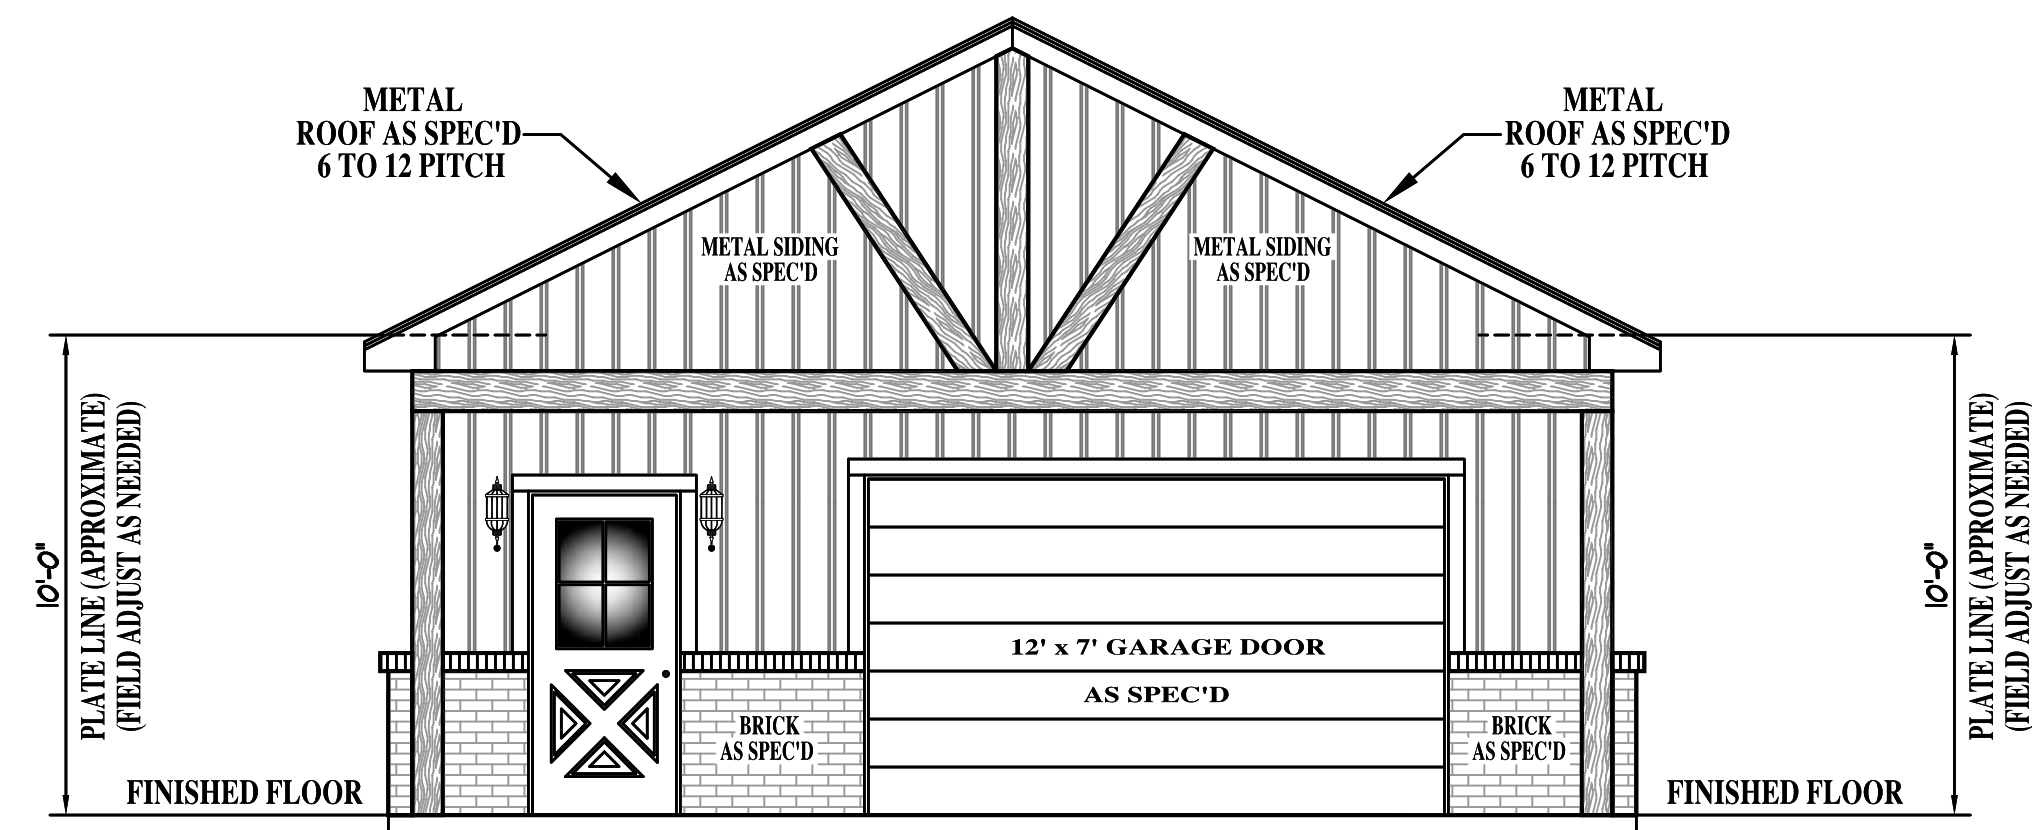 METAL
ROOF AS SPEC'D
6 TO 12 PITCH
METAL
ROOF AS SPEC'D
6 TO 12 PITCH
METAL SIDING
AS SPEC'D
METAL SIDING
AS SPEC'D
10'-0"
PLATE LINE (APPROXIMATE)
(FIELD ADJUST AS NEEDED)
10'-0"
PLATE LINE (APPROXIMATE)
(FIELD ADJUST AS NEEDED)
12' x 7' GARAGE DOOR
AS SPEC'D
BRICK
AS SPEC'D
BRICK
AS SPEC'D
FINISHED FLOOR
FINISHED FLOOR